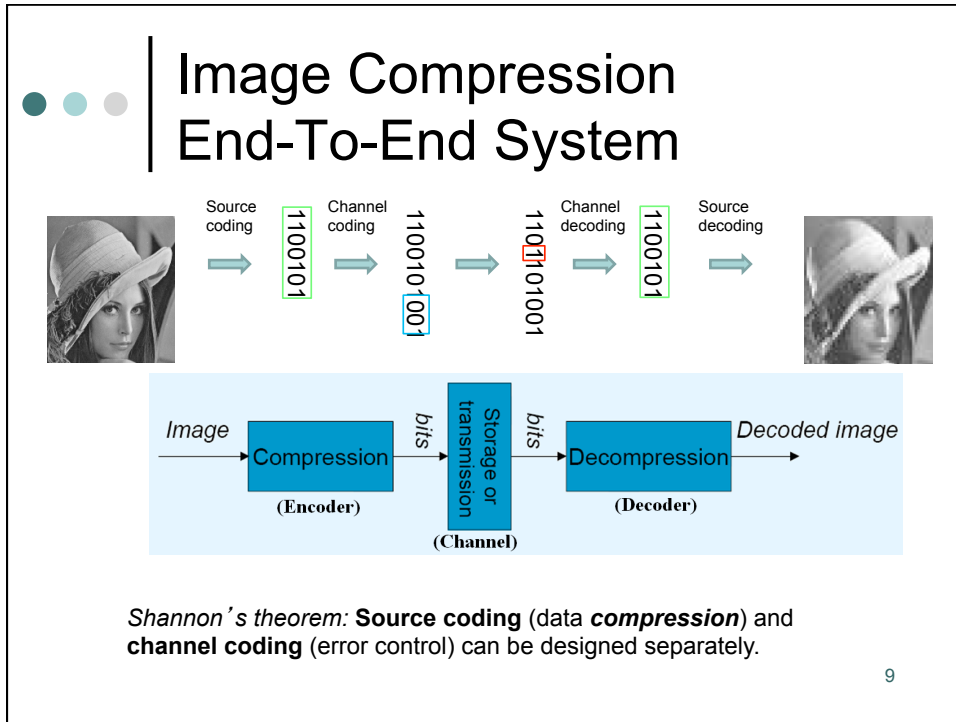 Image Compression
End-To-End System
Source
coding
1100101
Channel
coding
1100101001
1101101001
Channel
decoding
1100101
Source
decoding
Image
Compression
(Encoder)
bits
Storage or
transmission
(Channel)
bits
Decompression
(Decoder)
Decoded image
Shannon's theorem: Source coding (data compression) and
channel coding (error control) can be designed separately.
9